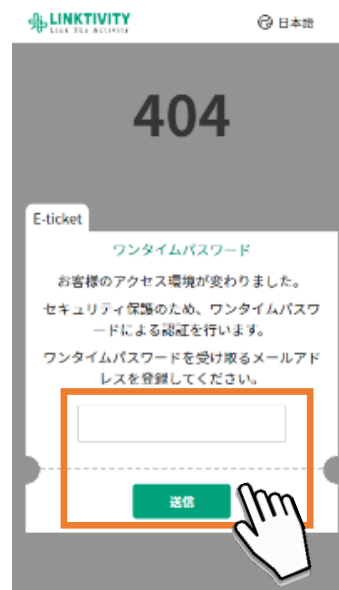 LINKTIVITY
Link The Activity
日本語
404
E-ticket
ワンタイムパスワード
お客様のアクセス環境が変わりました。
セキュリティ保護のため、ワンタイムパスワ
ードによる認証を行います。
ワンタイムパスワードを受け取るメールアド
レスを登録してください。
送信